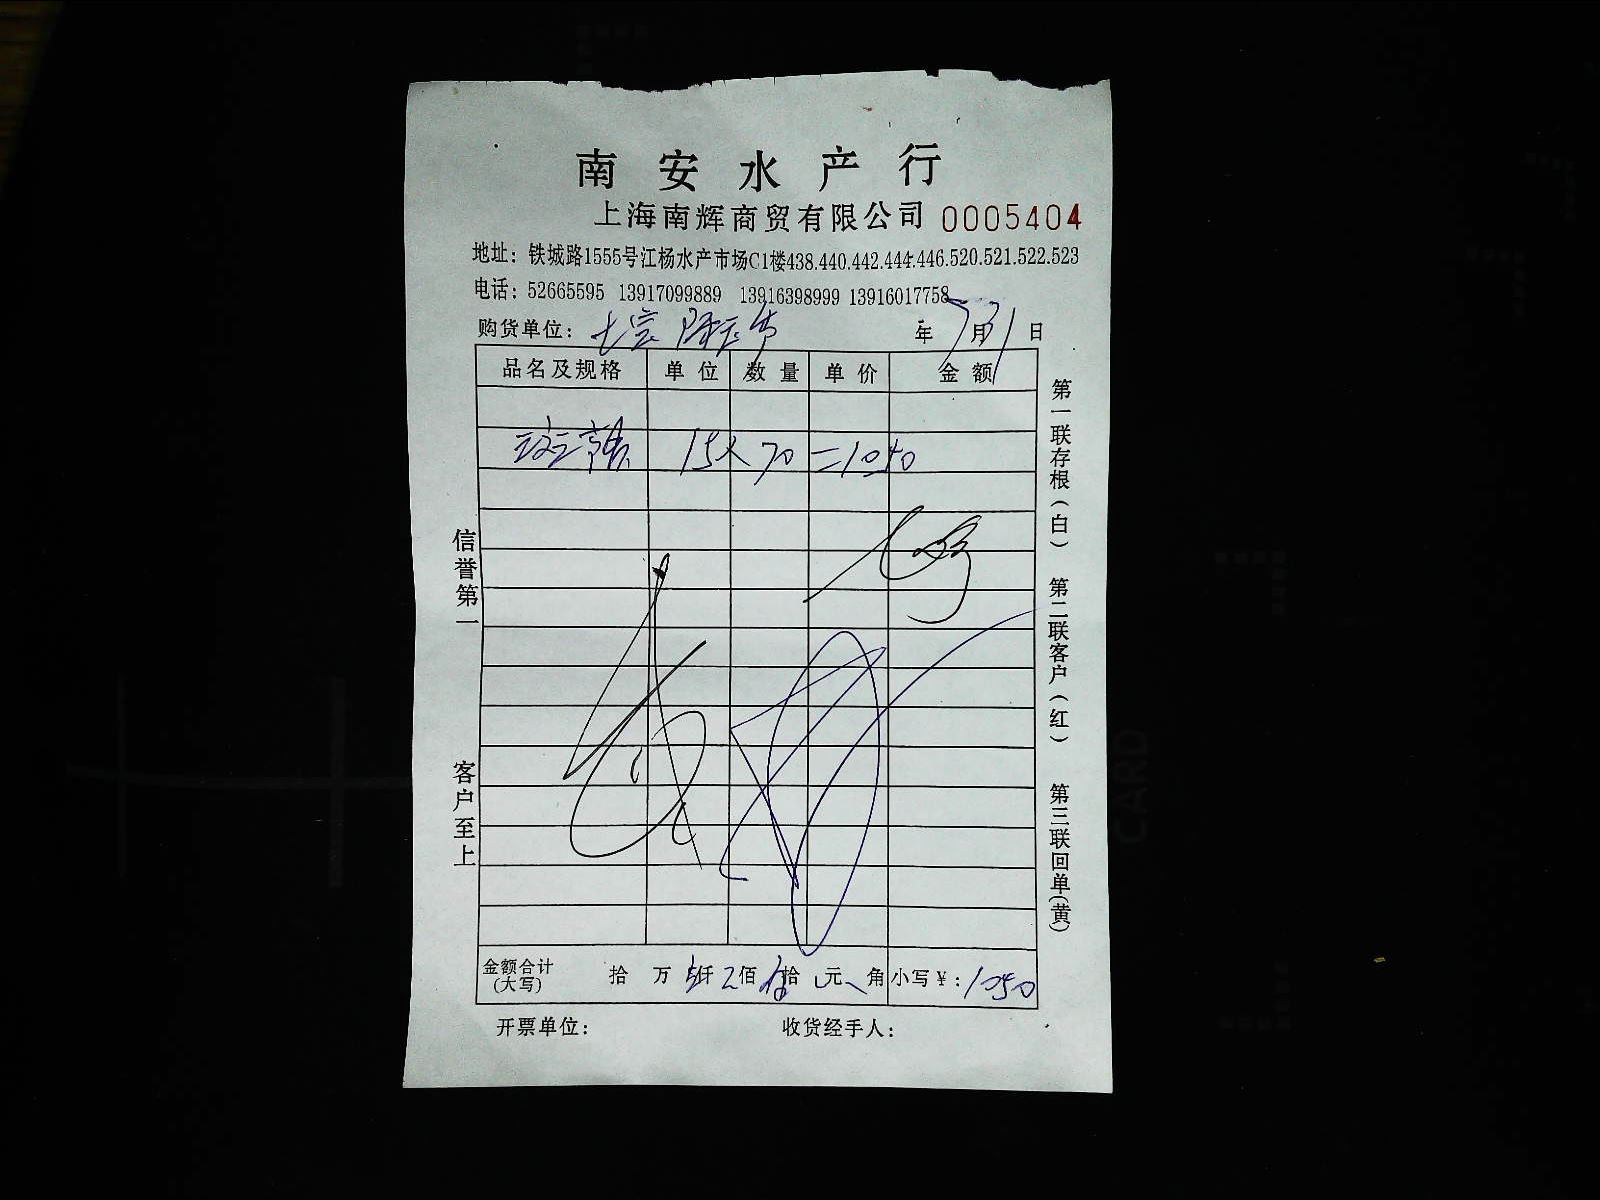 南安水产行
上海南辉商贸有限公司 0005404
地址：铁城路1555号江杨水产市场C1楼438.440.442.444.446.520.521.522.523
电话：52665595 13917099889 13916398999 13916017758
购货单位： 年 7月31日
品名及规格 单位 数量 单价 金额
15× 70 =1050
信誉第一
客户至上
第一联存根（白） 第二联客户（红） 第三联回单（黄）
金额合计（大写） 拾 万 仟 佰 拾 元 角 小写￥：1050
开票单位： 收货经手人：